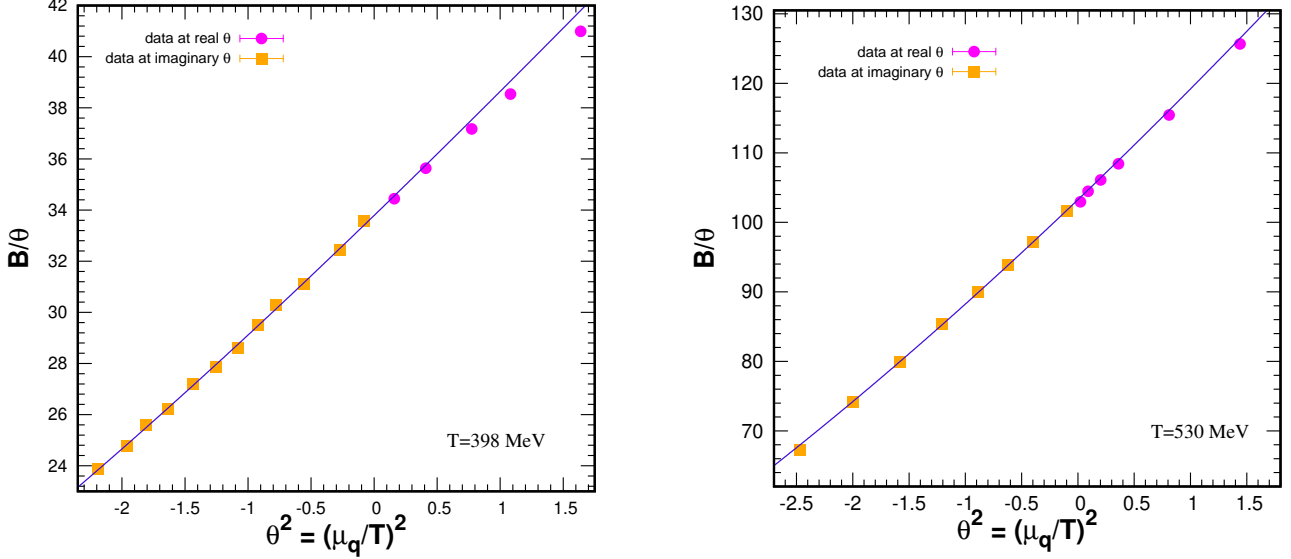 42
40
38
36
34
32
30
28
26
24
B/θ
data at real θ
data at imaginary θ
T=398 MeV
-2 -1.5 -1 -0.5 0 0.5 1 1.5
θ² = (μq/T)²
130
120
110
100
90
80
70
B/θ
data at real θ
data at imaginary θ
T=530 MeV
-2.5 -2 -1.5 -1 -0.5 0 0.5 1 1.5
θ² = (μq/T)²